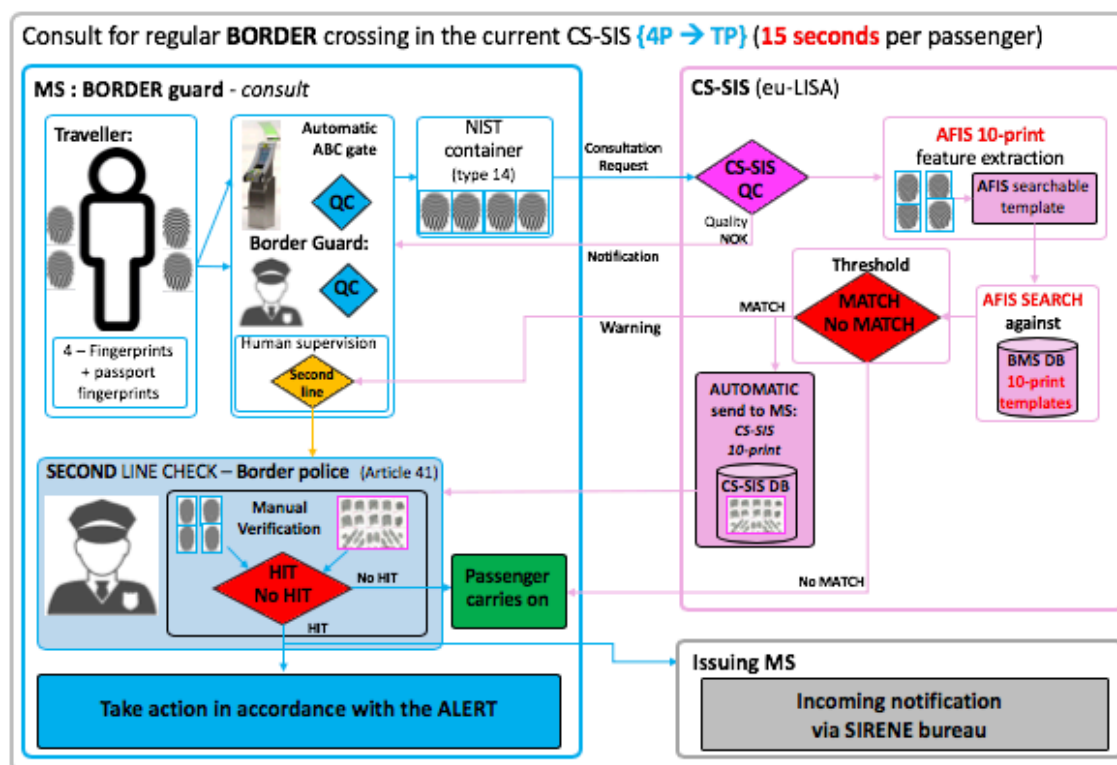 Consult for regular BORDER crossing in the current CS-SIS {4P → TP} (15 seconds per passenger)
MS : BORDER guard - consult
Traveller:
4 – Fingerprints
+ passport
fingerprints
Automatic
ABC gate
QC
Border Guard:
QC
Human supervision
Second
line
NIST
container
(type 14)
Consultation
Request
Notification
Warning
CS-SIS (eu-LISA)
CS-SIS
QC
Quality
NOK
AFIS 10-print
feature extraction
AFIS searchable
template
Threshold
MATCH
No MATCH
MATCH
AFIS SEARCH
against
BMS DB
10-print
templates
AUTOMATIC
send to MS:
CS-SIS
10-print
CS-SIS DB
No MATCH
SECOND LINE CHECK – Border police (Article 41)
Manual
Verification
HIT
No HIT
No HIT
HIT
Passenger
carries on
Take action in accordance with the ALERT
Issuing MS
Incoming notification
via SIRENE bureau